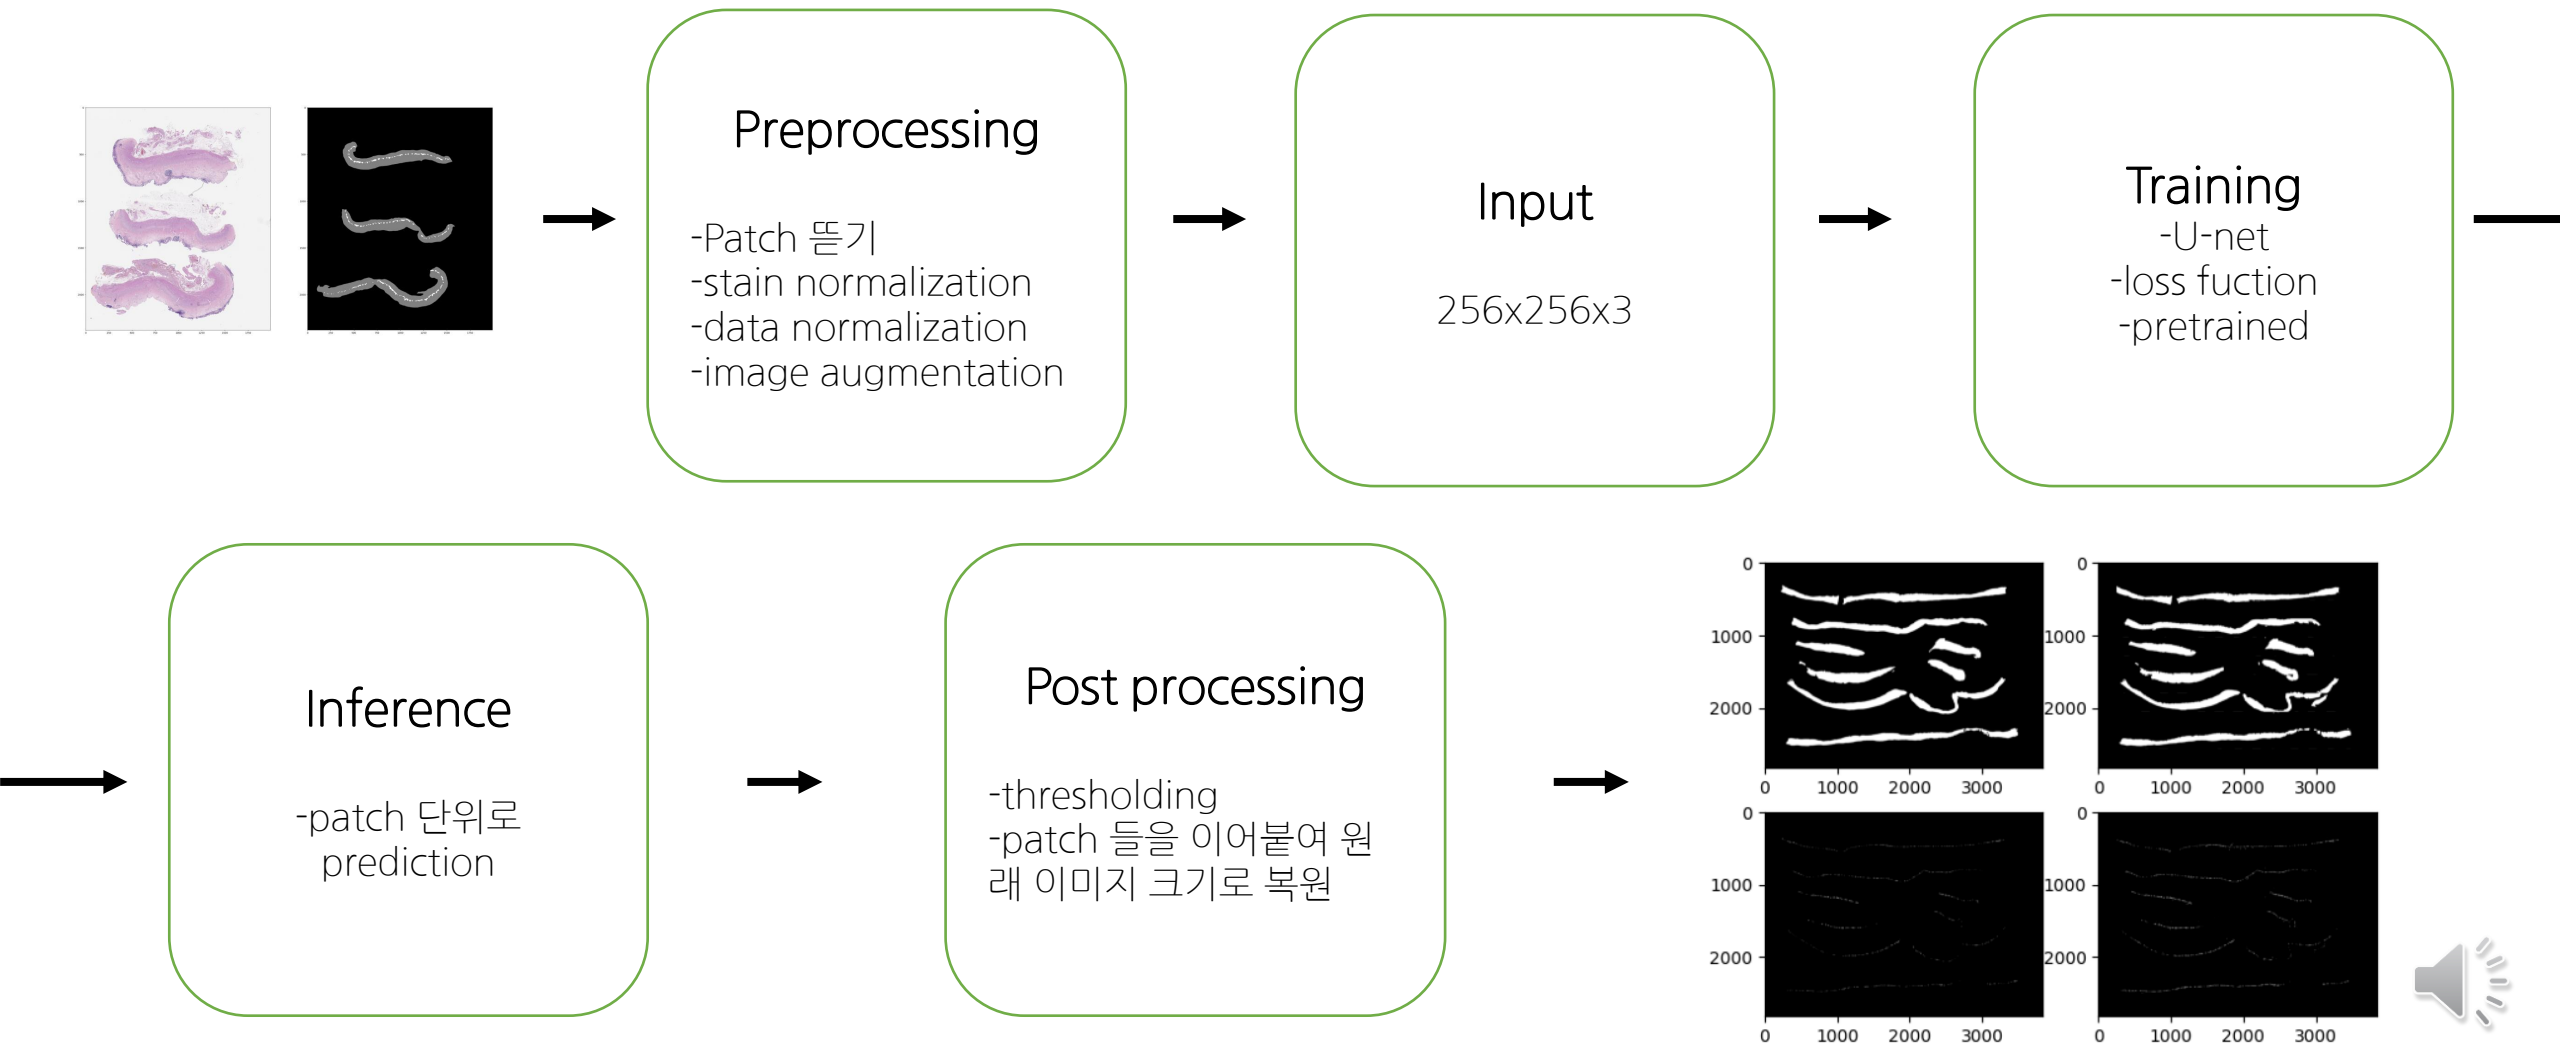 Preprocessing
-Patch 뜯기
-stain normalization
-data normalization
-image augmentation
Input
256x256x3
Training
-U-net
-loss fuction
-pretrained
Inference
-patch 단위로
prediction
Post processing
-thresholding
-patch 들을 이어붙여 원
래 이미지 크기로 복원
0
1000
2000
0 1000 2000 3000
0
1000
2000
0 1000 2000 3000
0
1000
2000
0 1000 2000 3000
0
1000
2000
0 1000 2000 3000